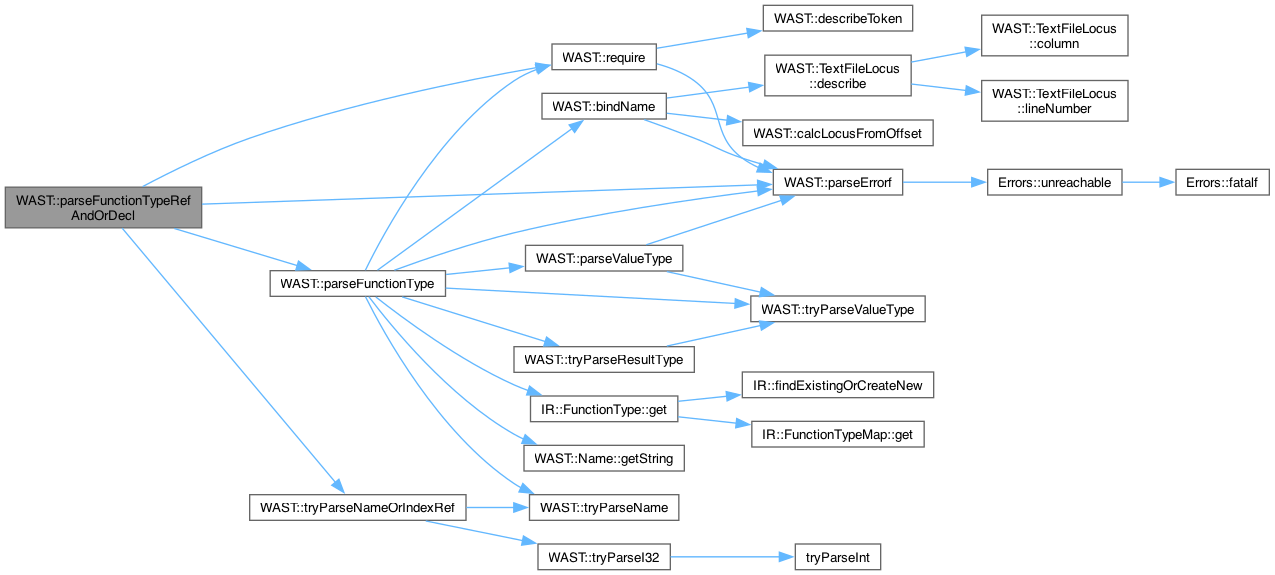 WAST::parseFunctionTypeRef
AndOrDecl
WAST::require
WAST::describeToken
WAST::bindName
WAST::TextFileLocus
::describe
WAST::TextFileLocus
::column
WAST::TextFileLocus
::lineNumber
WAST::calcLocusFromOffset
WAST::parseErrorf
Errors::unreachable
Errors::fatalf
WAST::parseFunctionType
WAST::parseValueType
WAST::tryParseValueType
WAST::tryParseResultType
IR::FunctionType::get
IR::findExistingOrCreateNew
IR::FunctionTypeMap::get
WAST::Name::getString
WAST::tryParseNameOrIndexRef
WAST::tryParseName
WAST::tryParseI32
tryParseInt